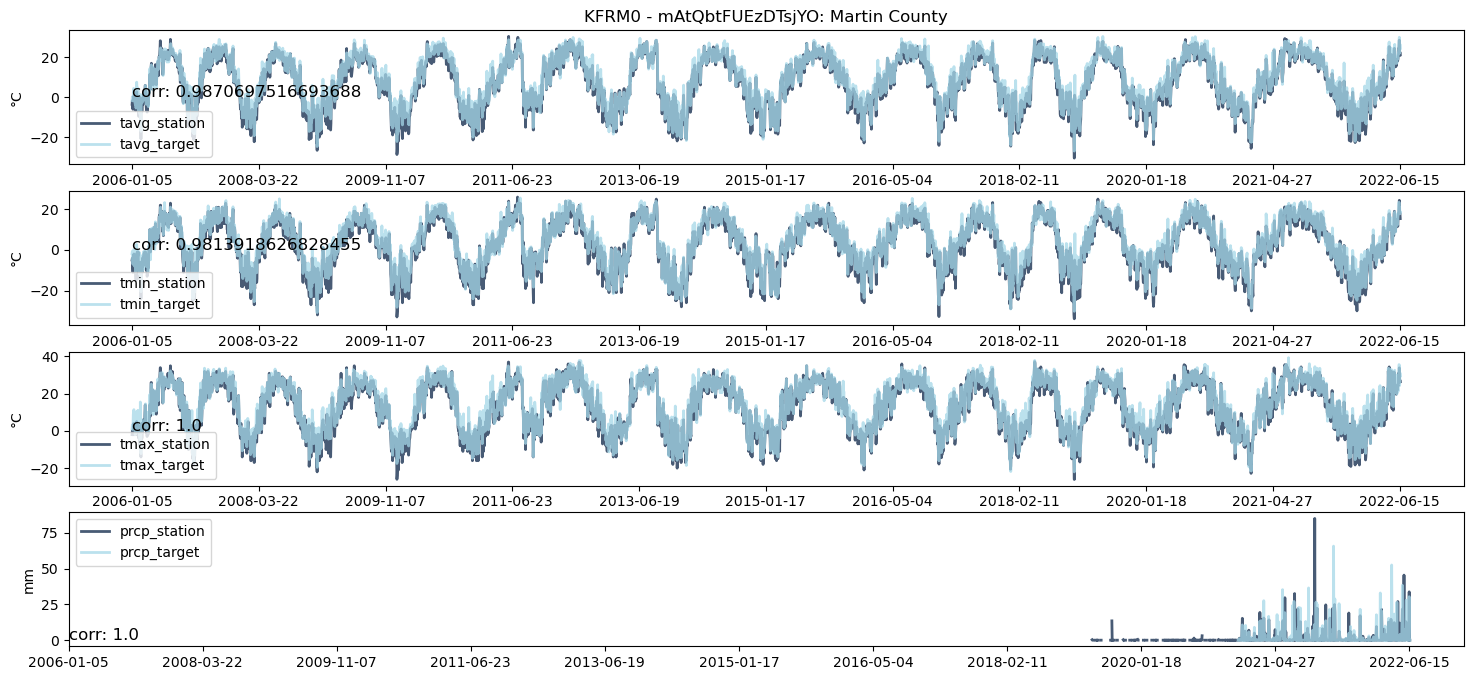 KFRM0 - mAtQbtFUEzDTsjYO: Martin County
20
0
−20
°C
corr: 0.9870697516693688
tavg_station
tavg_target
2006-01-05 2008-03-22 2009-11-07 2011-06-23 2013-06-19 2015-01-17 2016-05-04 2018-02-11 2020-01-18 2021-04-27 2022-06-15
20
0
−20
°C
corr: 0.9813918626828455
tmin_station
tmin_target
2006-01-05 2008-03-22 2009-11-07 2011-06-23 2013-06-19 2015-01-17 2016-05-04 2018-02-11 2020-01-18 2021-04-27 2022-06-15
40
20
0
−20
°C
corr: 1.0
tmax_station
tmax_target
2006-01-05 2008-03-22 2009-11-07 2011-06-23 2013-06-19 2015-01-17 2016-05-04 2018-02-11 2020-01-18 2021-04-27 2022-06-15
75
50
25
0
mm
prcp_station
prcp_target
corr: 1.0
2006-01-05 2008-03-22 2009-11-07 2011-06-23 2013-06-19 2015-01-17 2016-05-04 2018-02-11 2020-01-18 2021-04-27 2022-06-15